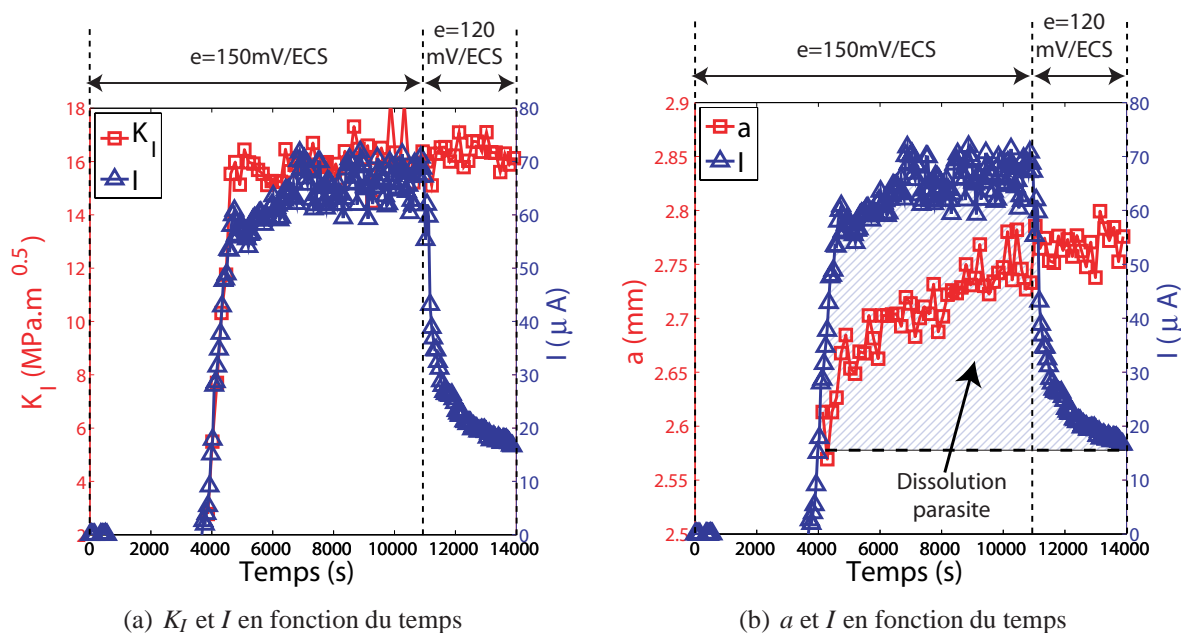 e=150mV/ECS
e=120
mV/ECS
18
16
14
12
10
8
6
4
2
K_I (MPa.m^0.5)
K_I
I
80
70
60
50
40
30
20
10
0
I ( μ A)
0 2000 4000 6000 8000 10000 12000 14000
Temps (s)
(a) K_I et I en fonction du temps
e=150mV/ECS
e=120
mV/ECS
2.9
2.85
2.8
2.75
2.7
2.65
2.6
2.55
2.5
a (mm)
a
I
Dissolution
parasite
80
70
60
50
40
30
20
10
0
I ( μ A)
0 2000 4000 6000 8000 10000 12000 14000
Temps (s)
(b) a et I en fonction du temps